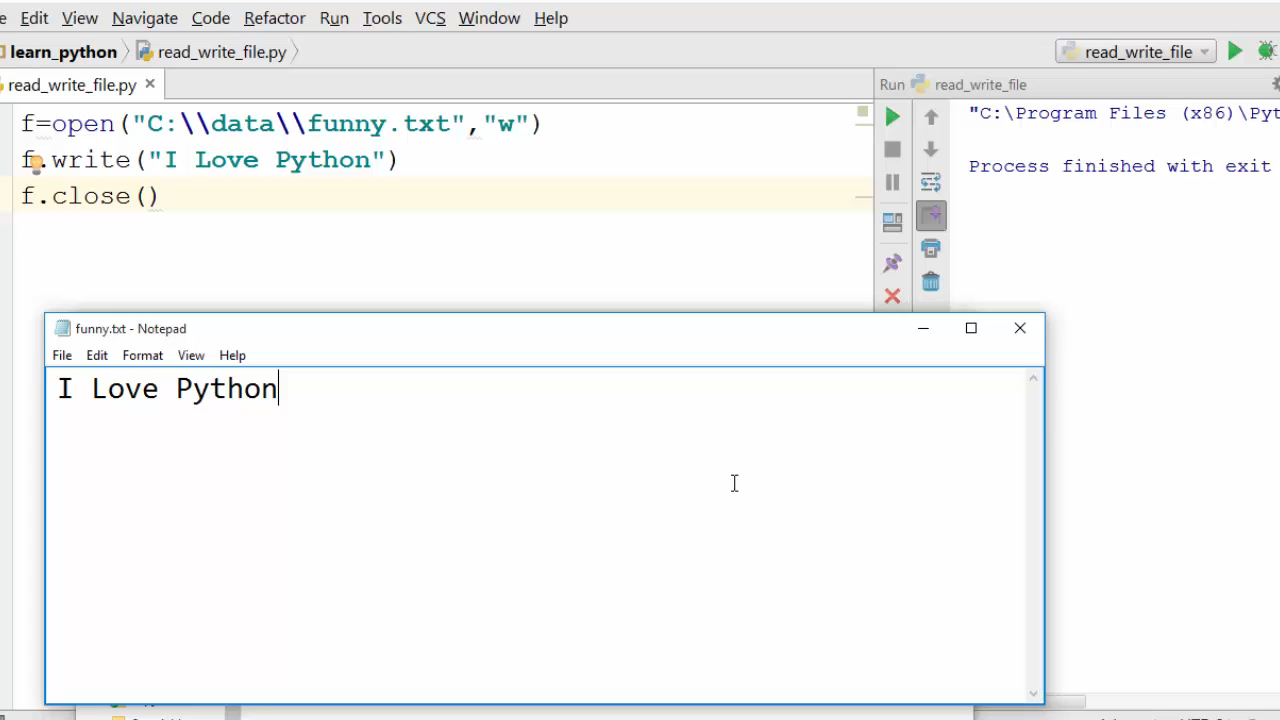 Edit View Navigate Code Refactor Run Tools VCS Window Help
learn_python read_write_file.py read_write_file
read_write_file.py Run read_write_file
f=open("C:\\data\\funny.txt","w")
f.write("I Love Python")
f.close()
"C:\Program Files (x86)\Pyt
Process finished with exit
funny.txt - Notepad
File Edit Format View Help
I Love Python